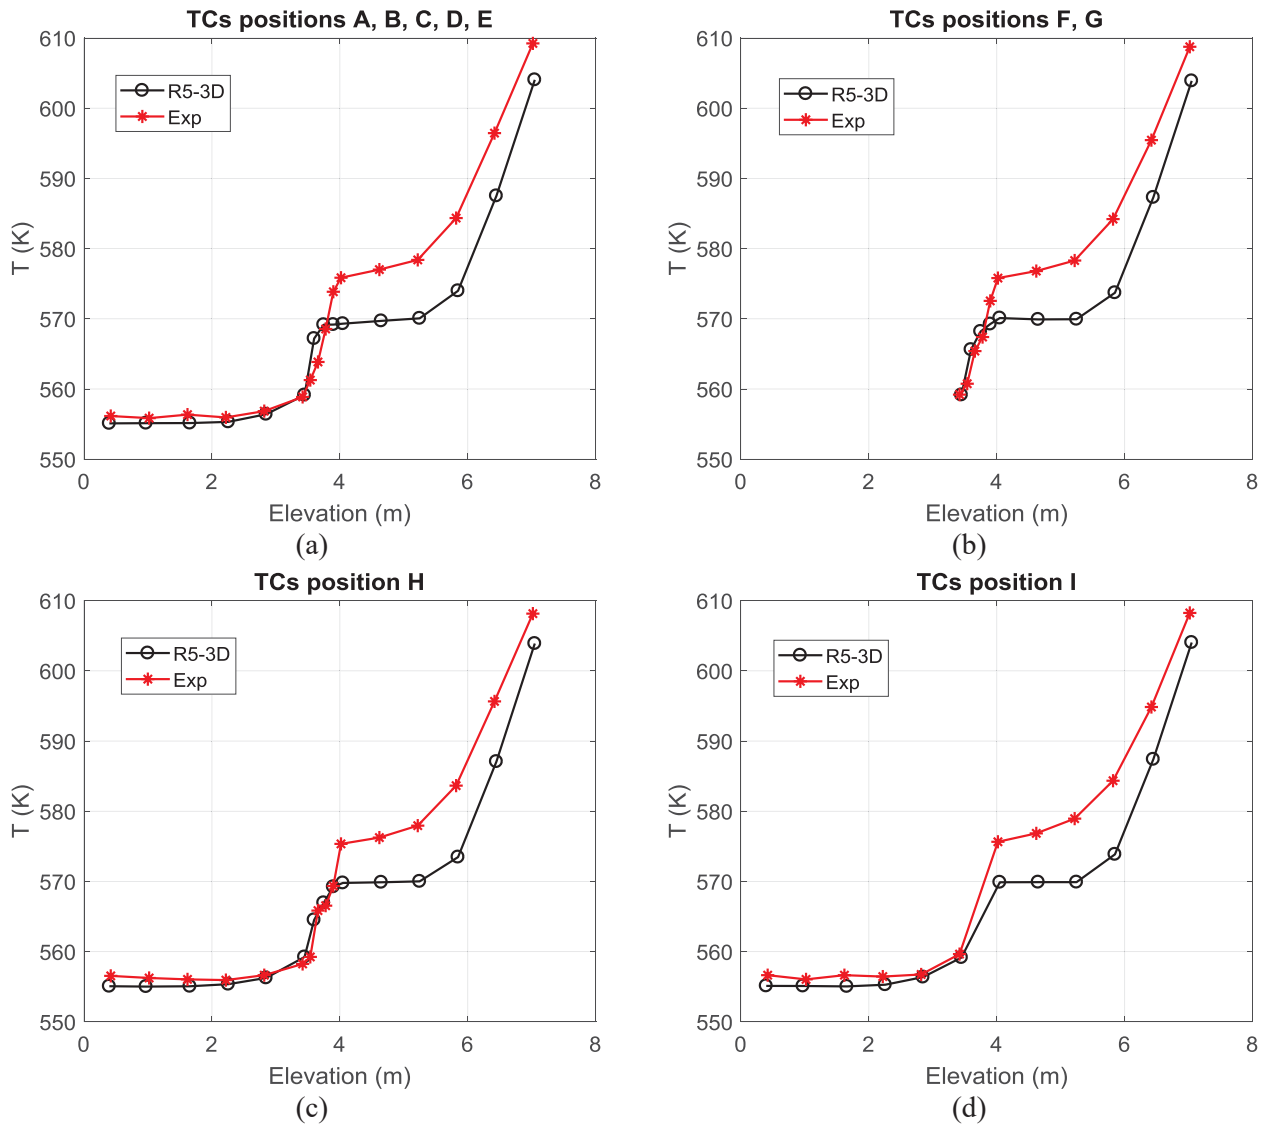 TCs positions A, B, C, D, E
610
600
590
580
570
560
550
T (K)
R5-3D
Exp
0 2 4 6 8
Elevation (m)
(a)
TCs positions F, G
610
600
590
580
570
560
550
T (K)
R5-3D
Exp
0 2 4 6 8
Elevation (m)
(b)
TCs position H
610
600
590
580
570
560
550
T (K)
R5-3D
Exp
0 2 4 6 8
Elevation (m)
(c)
TCs position I
610
600
590
580
570
560
550
T (K)
R5-3D
Exp
0 2 4 6 8
Elevation (m)
(d)